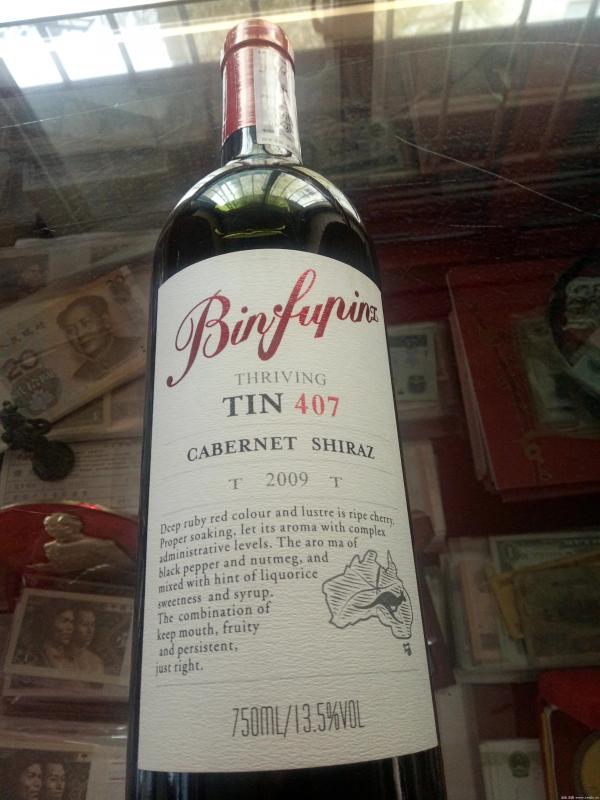 Binfupinz
THRIVING
TIN 407
CABERNET SHIRAZ
T 2009 T
Deep ruby red colour and lustre is ripe cherry.
Proper soaking, let its aroma with complex
administrative levels. The aro ma of
black pepper and nutmeg, and
mixed with hint of liquorice
sweetness and syrup.
The combination of
keep mouth, fruity
and persistent,
just right.
750ML/13.5%VOL
20